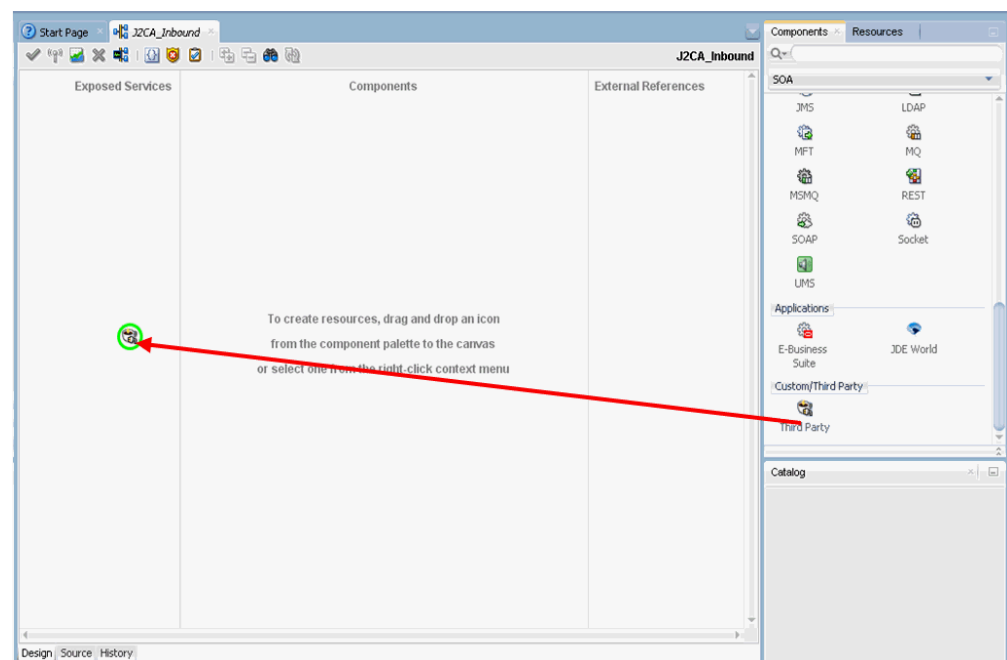 Start Page
J2CA_Inbound
J2CA_Inbound
Exposed Services
Components
External References
To create resources, drag and drop an icon
from the component palette to the canvas
or select one from the right-click context menu
Design
Source
History
Components
Resources
SOA
JMS
LDAP
MFT
MQ
MSMQ
REST
SOAP
Socket
UMS
Applications
E-Business
Suite
JDE World
Custom/Third Party
Third Party
Catalog